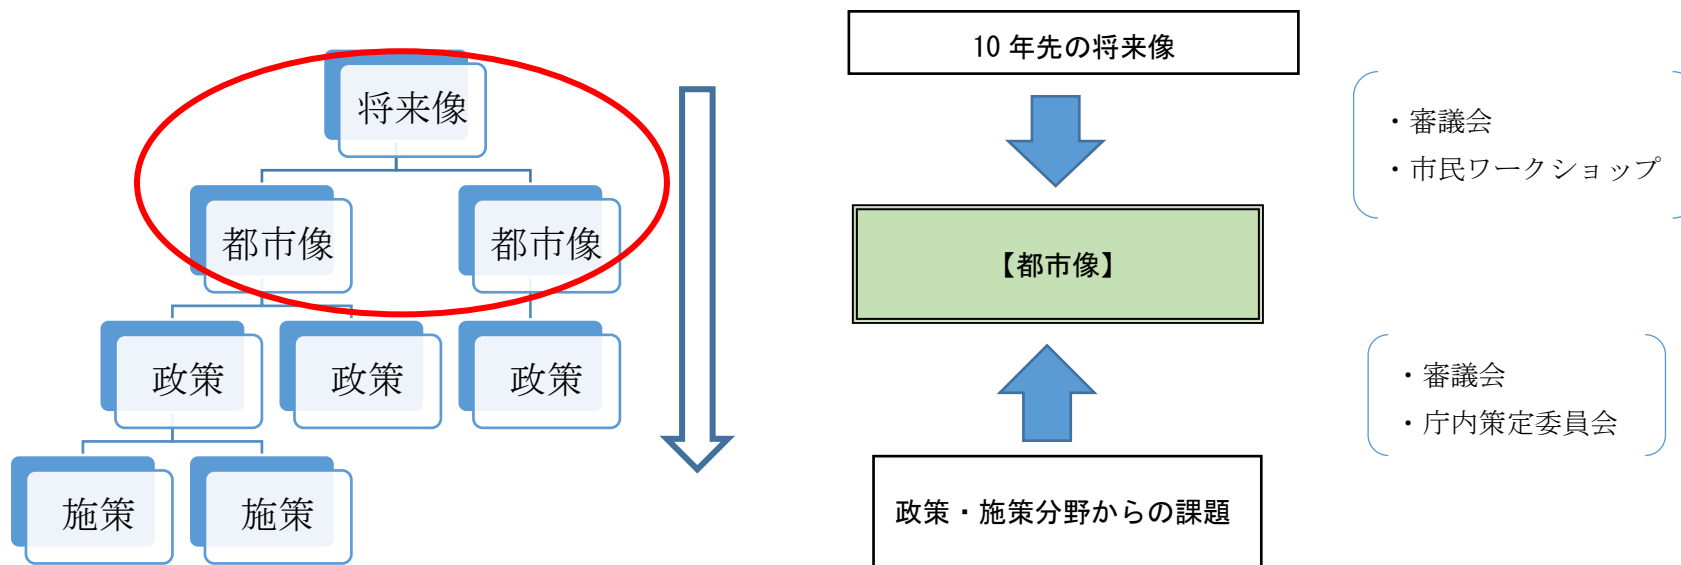 将来像
都市像
都市像
政策
政策
政策
施策
施策
10 年先の将来像
【都市像】
政策・施策分野からの課題
・審議会
・市民ワークショップ
・審議会
・庁内策定委員会